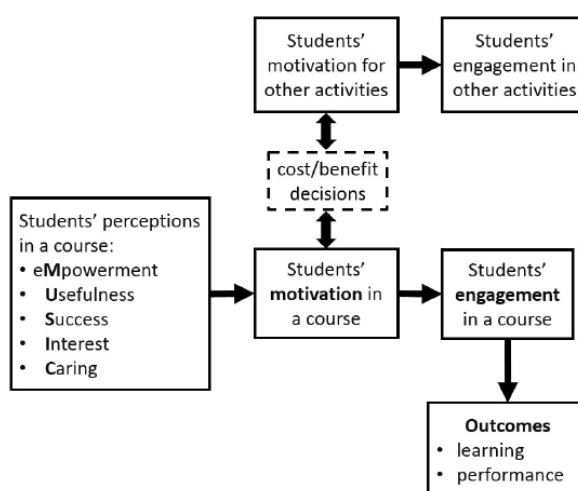 Students’
motivation for
other activities
Students’
engagement in
other activities
cost/benefit
decisions
Students’ perceptions
in a course:
• eMpowerment
• Usefulness
• Success
• Interest
• Caring
Students’
motivation in
a course
Students’
engagement
in a course
Outcomes
• learning
• performance